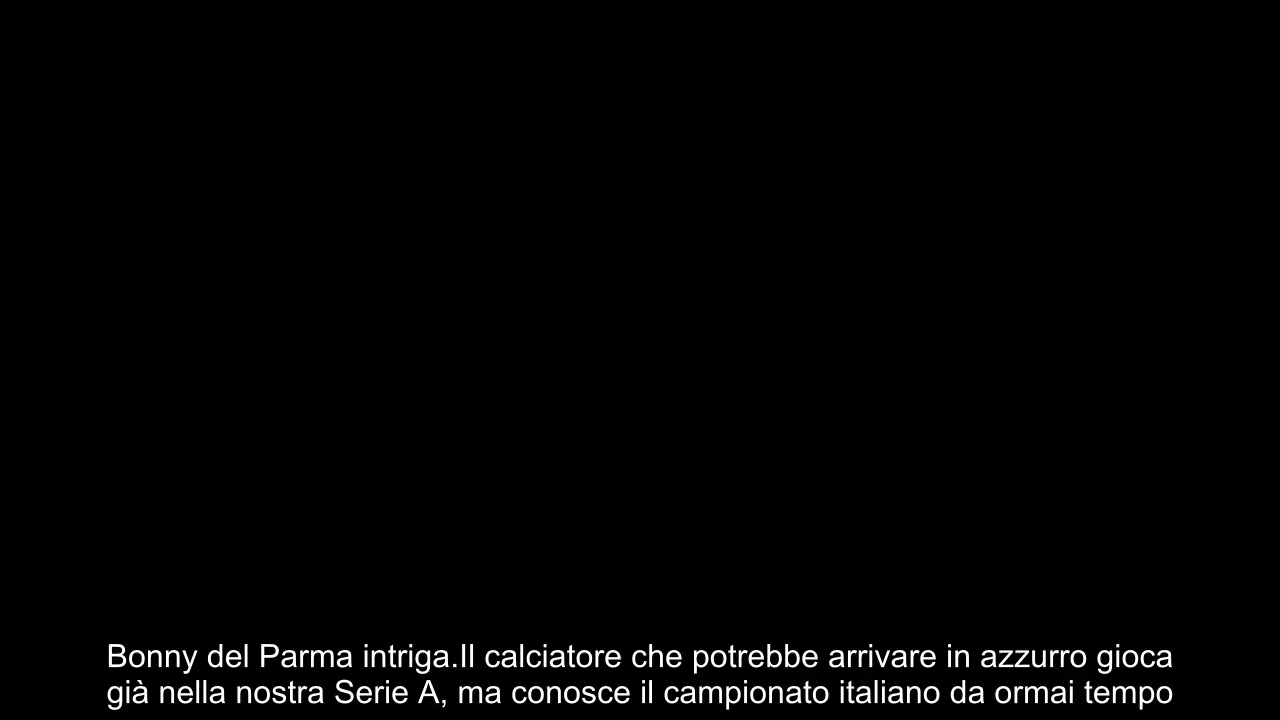 Bonny del Parma intriga.Il calciatore che potrebbe arrivare in azzurro gioca
già nella nostra Serie A, ma conosce il campionato italiano da ormai tempo